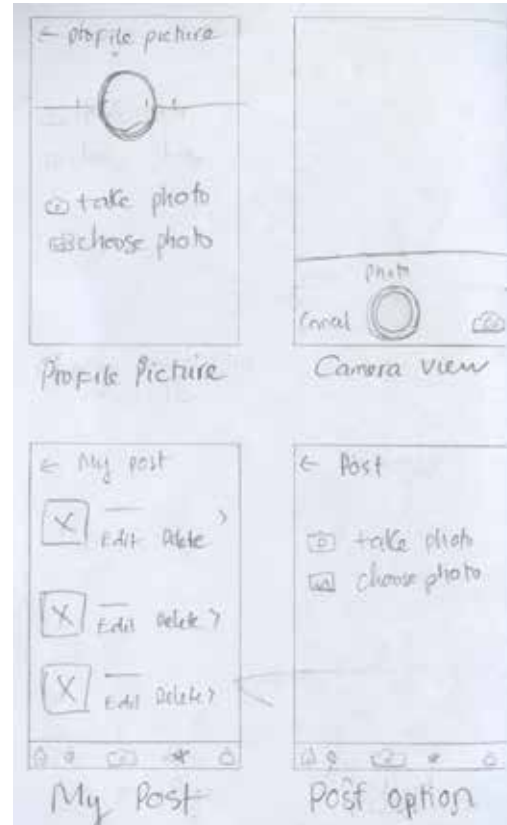 ← profile picture
take photo
choose photo
Profile Picture
Photo
Cancel
Camera view
← My post
Edit Delete >
Edit Delete >
Edit Delete >
My Post
← Post
take photo
choose photo
Post option